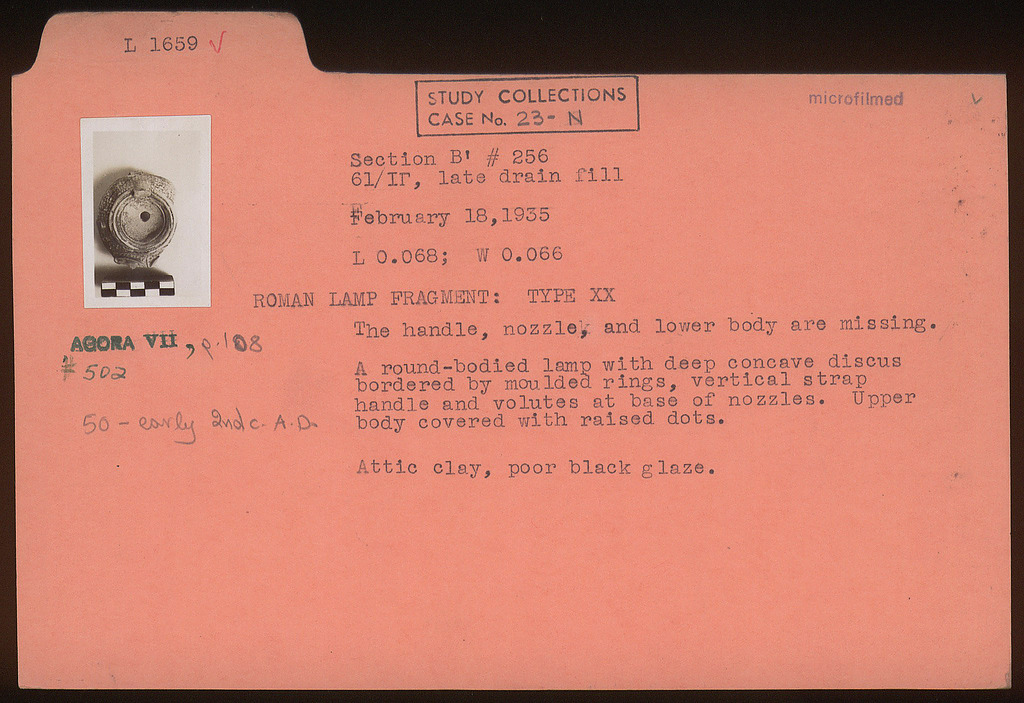 L 1659 √
STUDY COLLECTIONS
CASE No. 23-N
microfilmed
Section B' # 256
61/ΙΓ, late drain fill
February 18,1935
L 0.068;  W 0.066
ROMAN LAMP FRAGMENT:  TYPE XX
The handle, nozzle, and lower body are missing.
AGORA VII, p. 108
# 502
A round-bodied lamp with deep concave discus
bordered by moulded rings, vertical strap
handle and volutes at base of nozzles.  Upper
body covered with raised dots.
50 - early 2nd c. A.D.
Attic clay, poor black glaze.